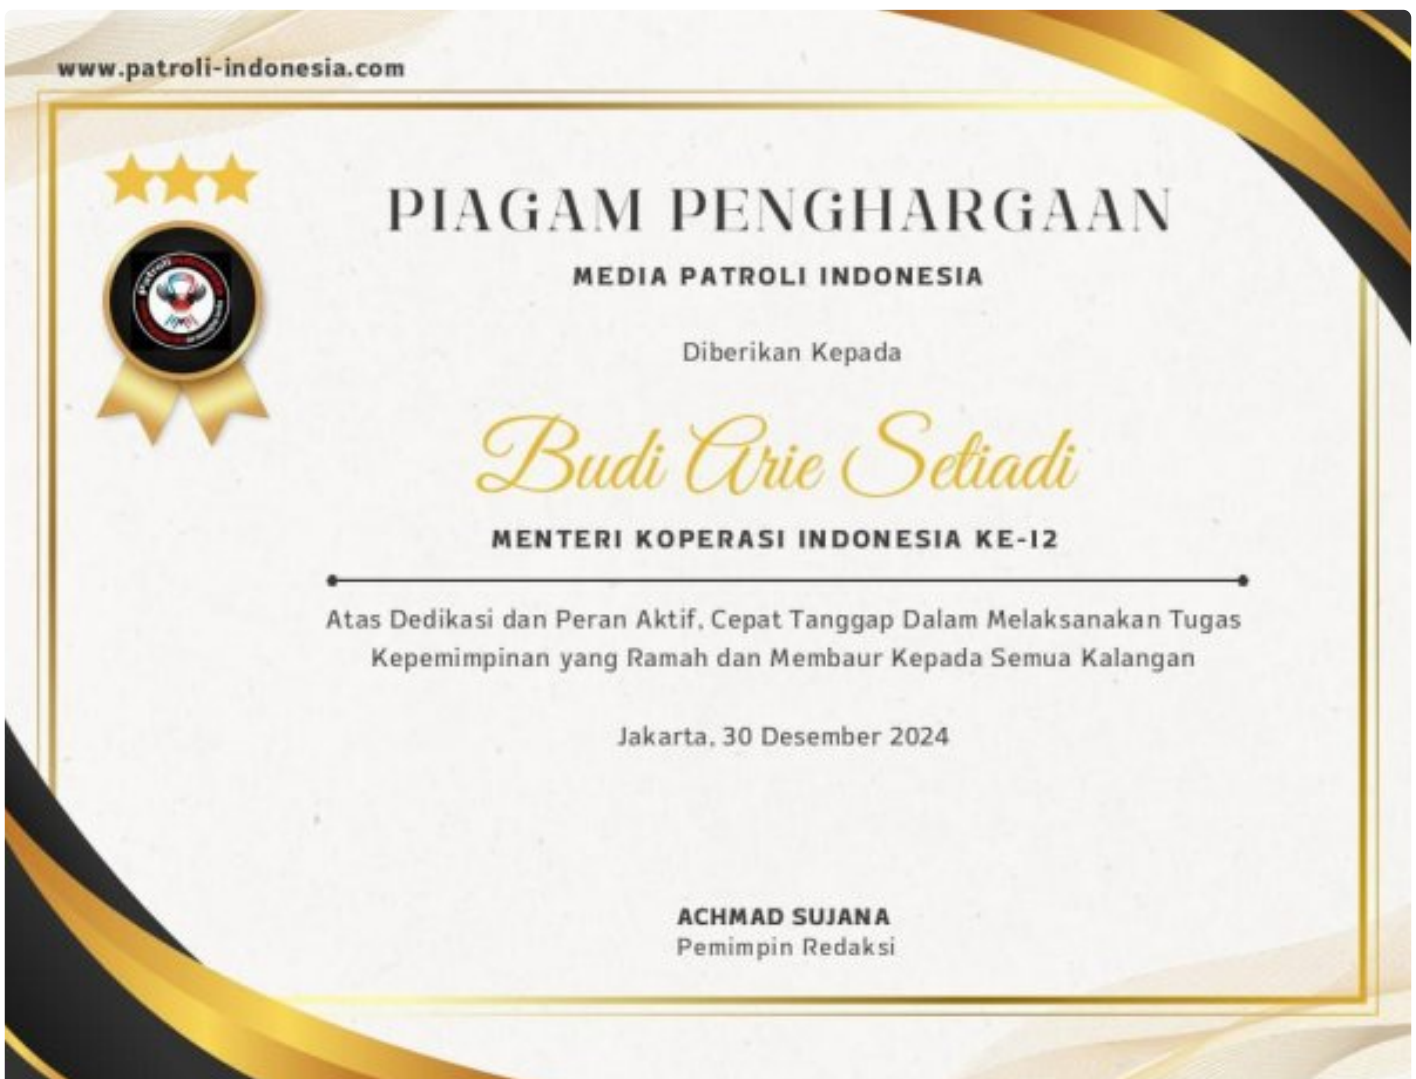 www.patroli-indonesia.com
PIAGAM PENGHARGAAN
MEDIA PATROLI INDONESIA
Diberikan Kepada
Budi Arie Setiadi
MENTERI KOPERASI INDONESIA KE-12
Atas Dedikasi dan Peran Aktif, Cepat Tanggap Dalam Melaksanakan Tugas
Kepemimpinan yang Ramah dan Membaur Kepada Semua Kalangan
Jakarta, 30 Desember 2024
ACHMAD SUJANA
Pemimpin Redaksi